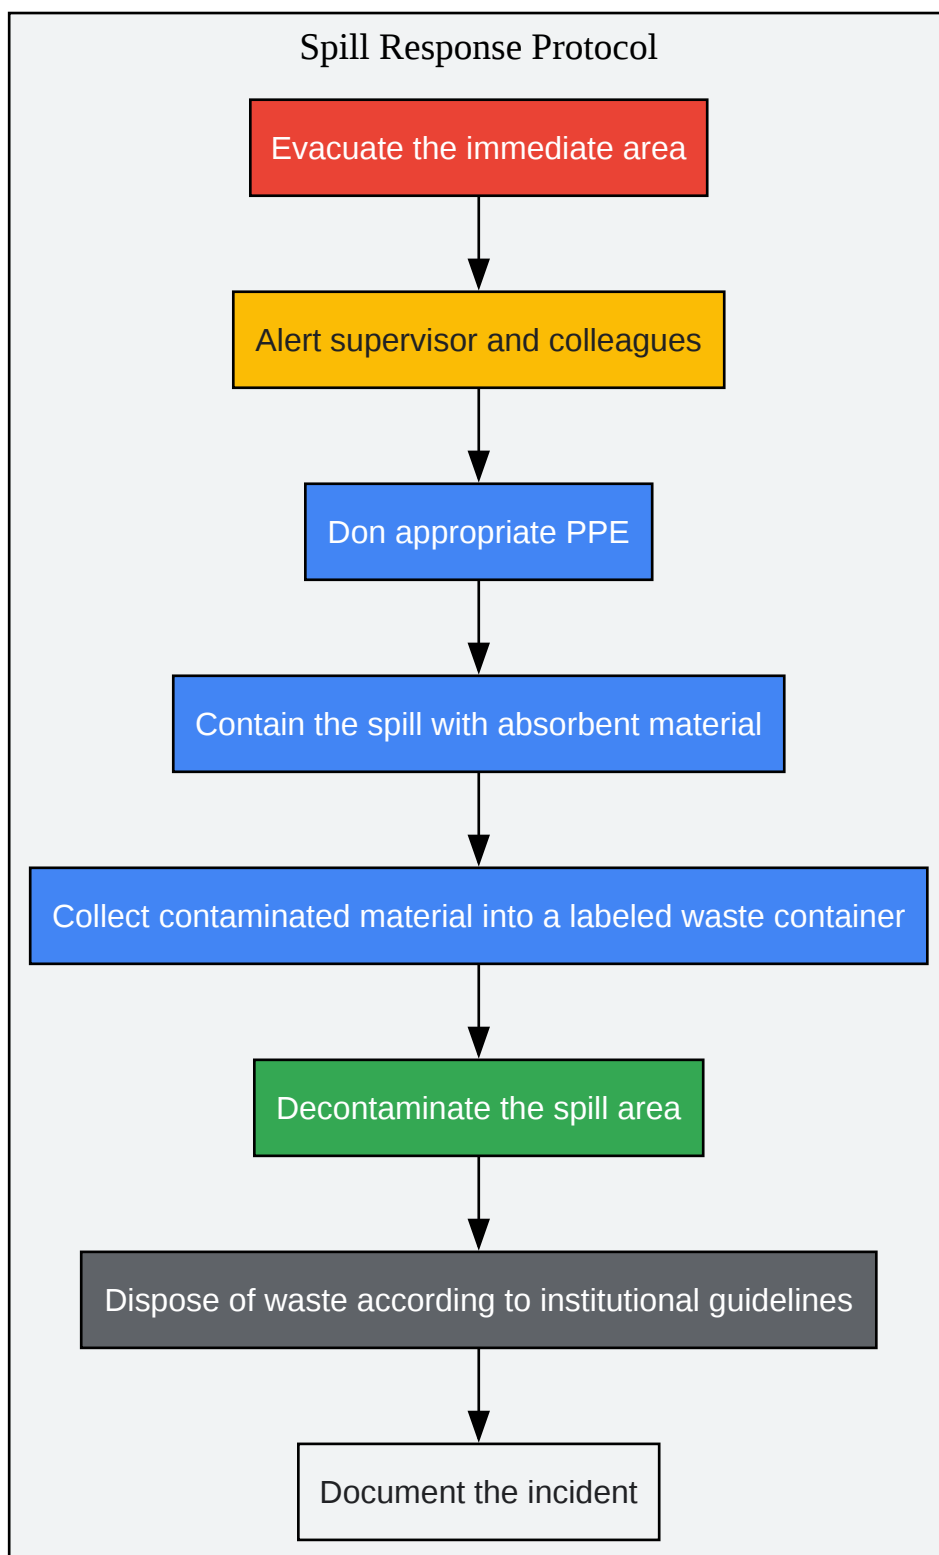 Spill Response Protocol
Evacuate the immediate area
Alert supervisor and colleagues
Don appropriate PPE
Contain the spill with absorbent material
Collect contaminated material into a labeled waste container
Decontaminate the spill area
Dispose of waste according to institutional guidelines
Document the incident